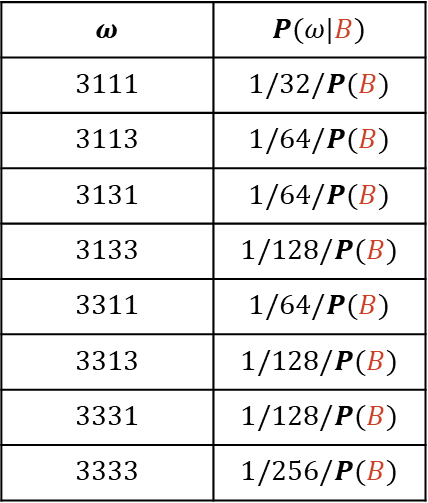 ω P(ω|B)
3111 1/32/P(B)
3113 1/64/P(B)
3131 1/64/P(B)
3133 1/128/P(B)
3311 1/64/P(B)
3313 1/128/P(B)
3331 1/128/P(B)
3333 1/256/P(B)